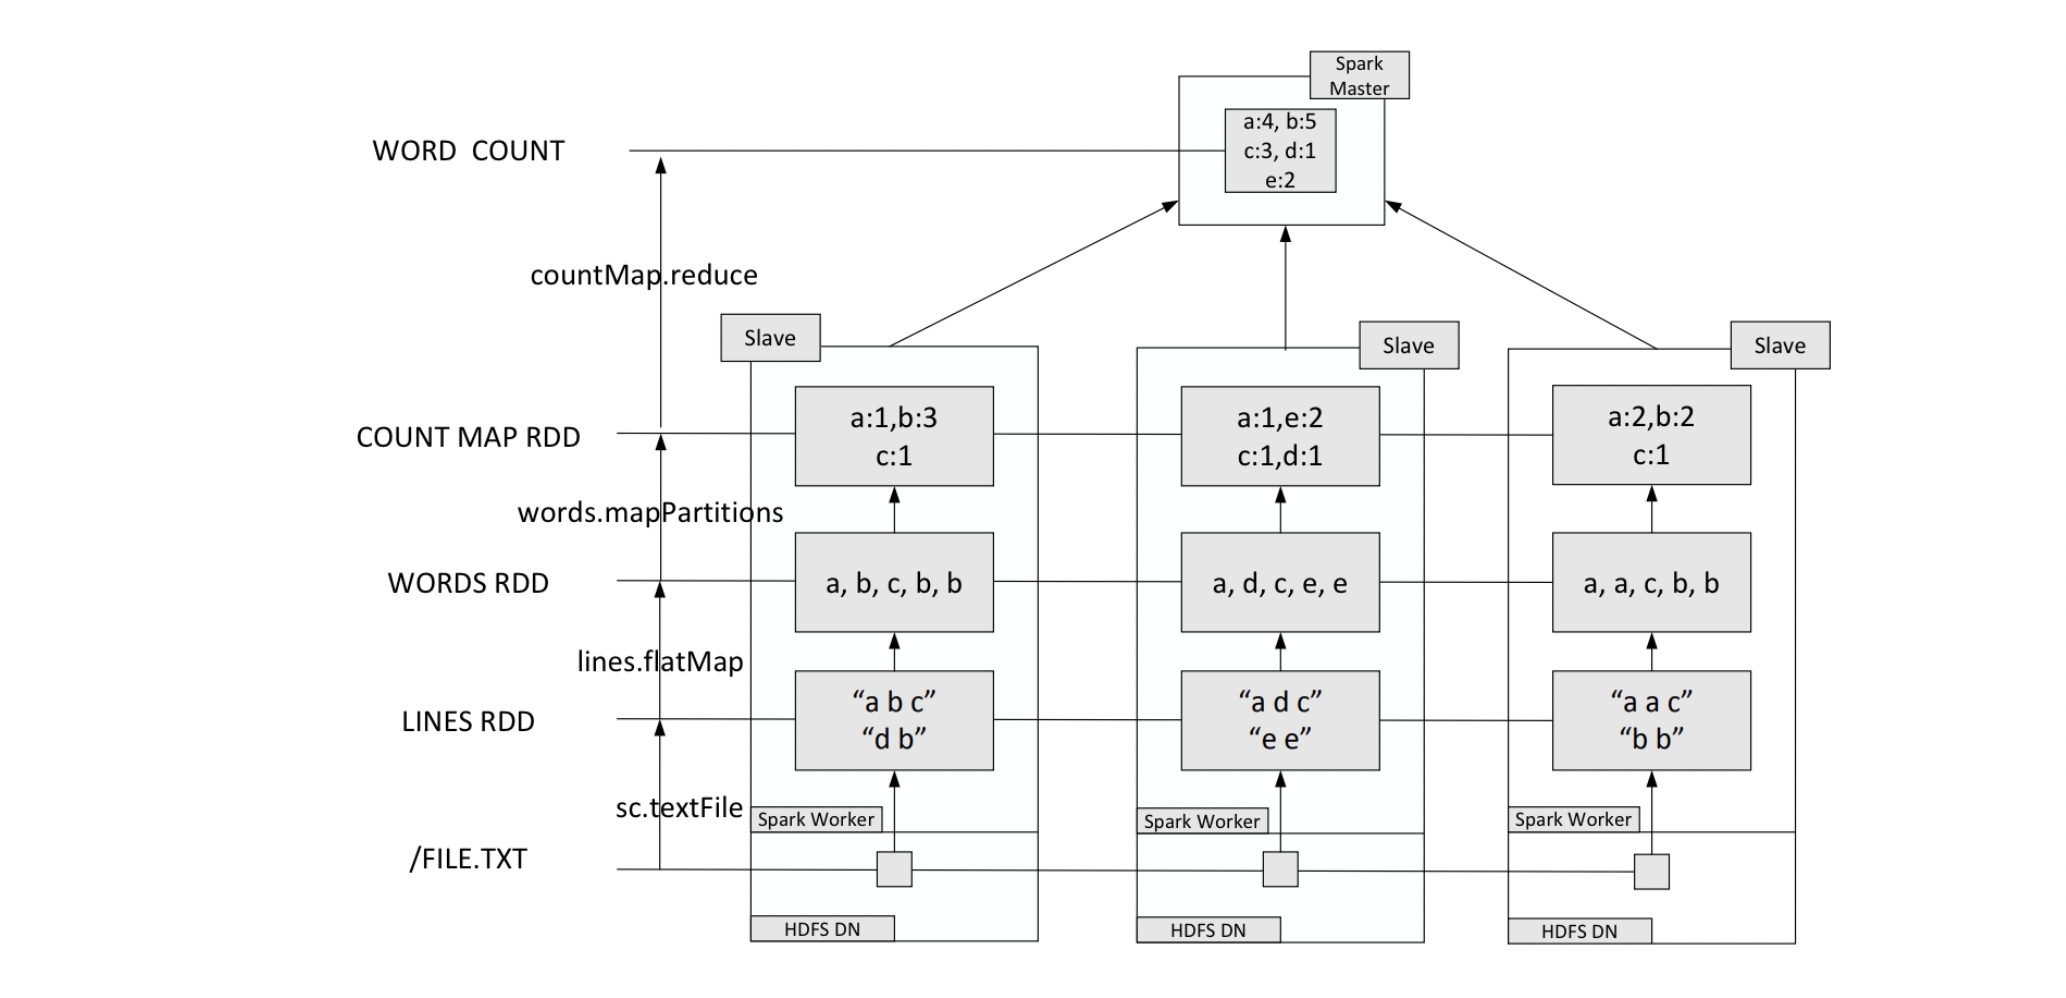 Spark
Master
WORD  COUNT
a:4, b:5
c:3, d:1
e:2
countMap.reduce
Slave
Slave
Slave
COUNT MAP RDD
a:1,b:3
c:1
a:1,e:2
c:1,d:1
a:2,b:2
c:1
words.mapPartitions
WORDS RDD
a, b, c, b, b
a, d, c, e, e
a, a, c, b, b
lines.flatMap
LINES RDD
“a b c”
“d b”
“a d c”
“e e”
“a a c”
“b b”
sc.textFile
Spark Worker
Spark Worker
Spark Worker
/FILE.TXT
HDFS DN
HDFS DN
HDFS DN